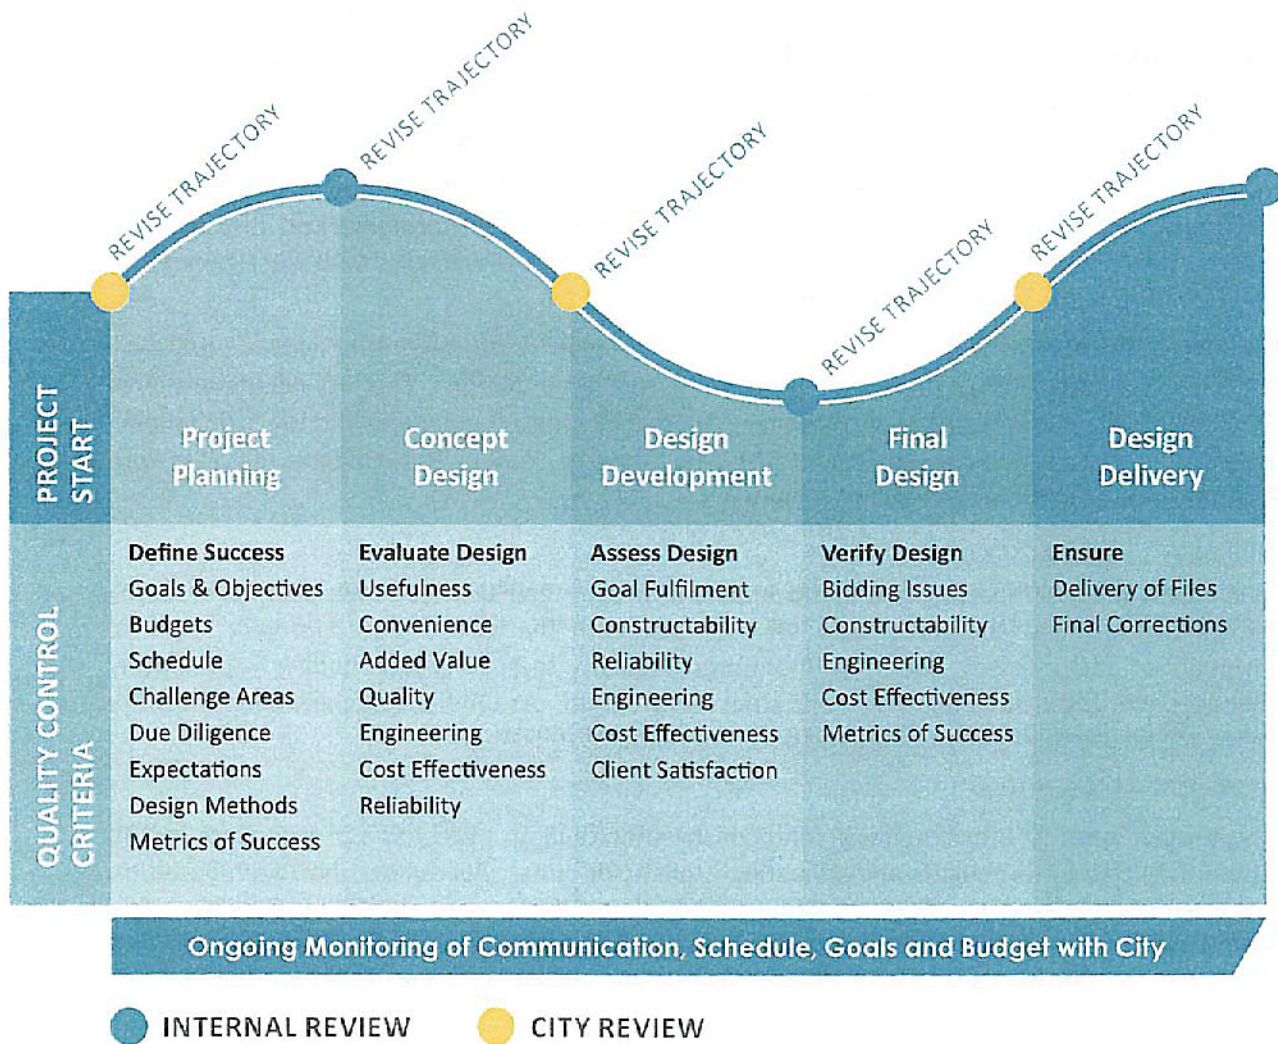 REVISE TRAJECTORY
REVISE TRAJECTORY
REVISE TRAJECTORY
REVISE TRAJECTORY
REVISE TRAJECTORY
PROJECT
START
Project
Planning
Concept
Design
Design
Development
Final
Design
Design
Delivery
QUALITY CONTROL
CRITERIA
Define Success
Goals & Objectives
Budgets
Schedule
Challenge Areas
Due Diligence
Expectations
Design Methods
Metrics of Success
Evaluate Design
Usefulness
Convenience
Added Value
Quality
Engineering
Cost Effectiveness
Reliability
Assess Design
Goal Fulfilment
Constructability
Reliability
Engineering
Cost Effectiveness
Client Satisfaction
Verify Design
Bidding Issues
Constructability
Engineering
Cost Effectiveness
Metrics of Success
Ensure
Delivery of Files
Final Corrections
Ongoing Monitoring of Communication, Schedule, Goals and Budget with City
INTERNAL REVIEW
CITY REVIEW